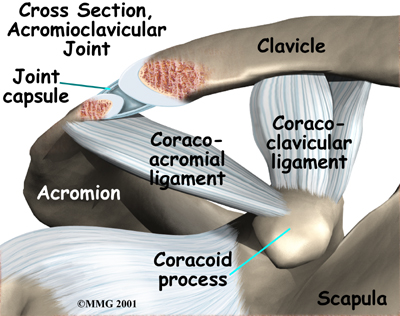 Cross Section,
Acromioclavicular
Joint
Clavicle
Joint
capsule
Coraco-
acromial
ligament
Coraco-
clavicular
ligament
Acromion
Coracoid
process
Scapula
©MMG 2001